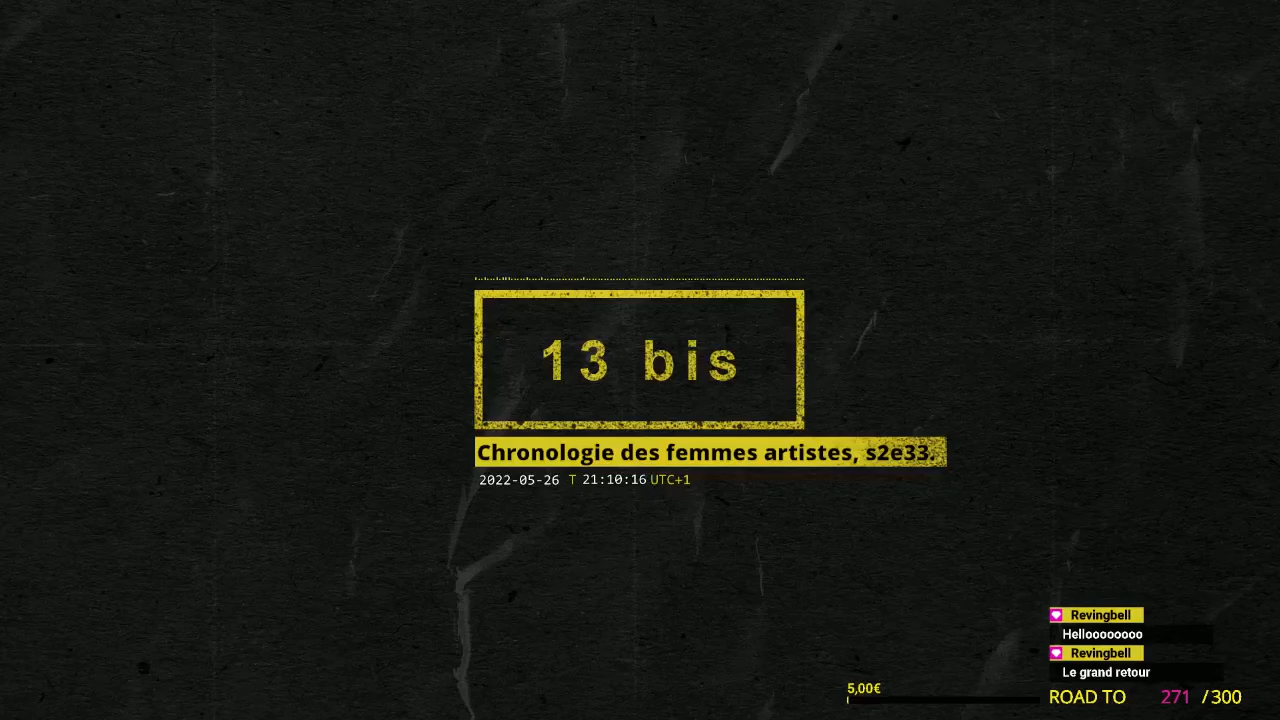 13 bis
Chronologie des femmes artistes, s2e33.
2022-05-26 T 21:10:16 UTC+1
Revingbell
Helloooooooo
Revingbell
Le grand retour
5,00€
ROAD TO 271 /300